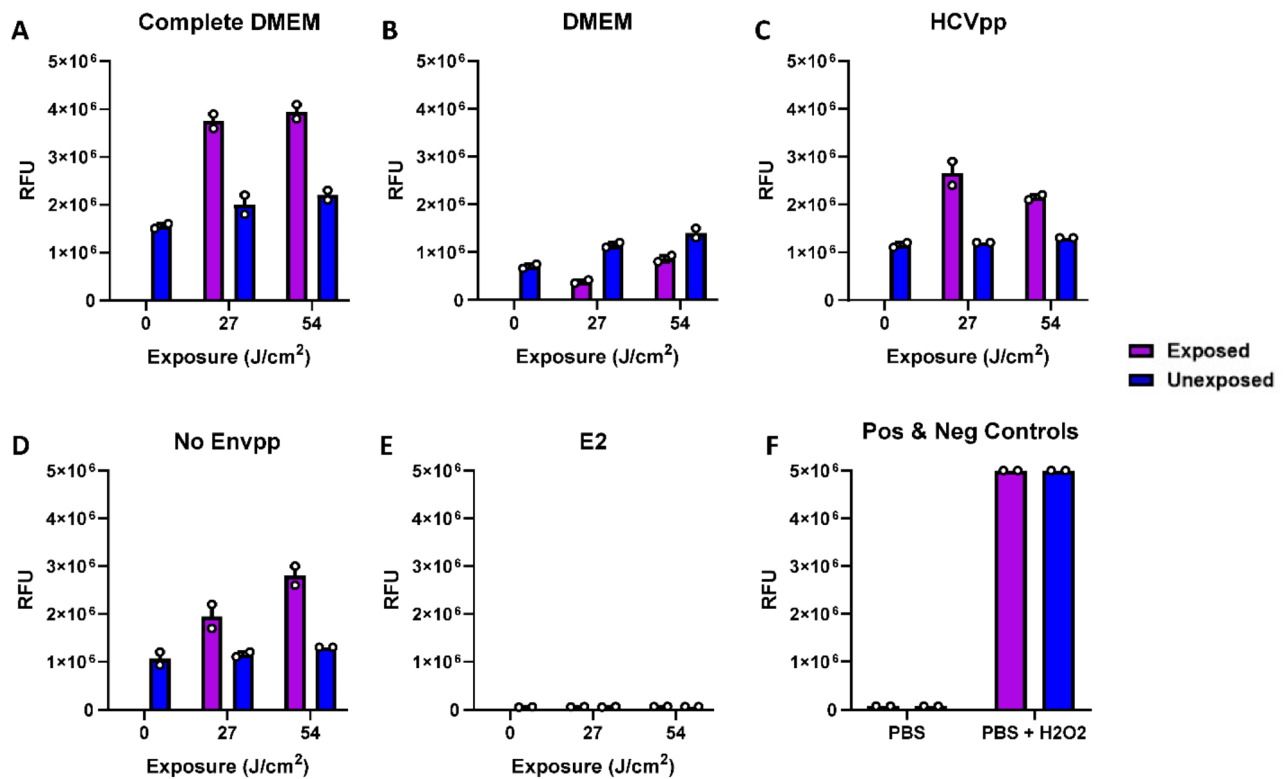 A
Complete DMEM
5×10⁶
4×10⁶
3×10⁶
2×10⁶
1×10⁶
0
RFU
0 27 54
Exposure (J/cm²)
B
DMEM
5×10⁶
4×10⁶
3×10⁶
2×10⁶
1×10⁶
0
RFU
0 27 54
Exposure (J/cm²)
C
HCVpp
5×10⁶
4×10⁶
3×10⁶
2×10⁶
1×10⁶
0
RFU
0 27 54
Exposure (J/cm²)
Exposed
Unexposed
D
No Envpp
5×10⁶
4×10⁶
3×10⁶
2×10⁶
1×10⁶
0
RFU
0 27 54
Exposure (J/cm²)
E
E2
5×10⁶
4×10⁶
3×10⁶
2×10⁶
1×10⁶
0
RFU
0 27 54
Exposure (J/cm²)
F
Pos & Neg Controls
5×10⁶
4×10⁶
3×10⁶
2×10⁶
1×10⁶
0
RFU
PBS PBS + H2O2